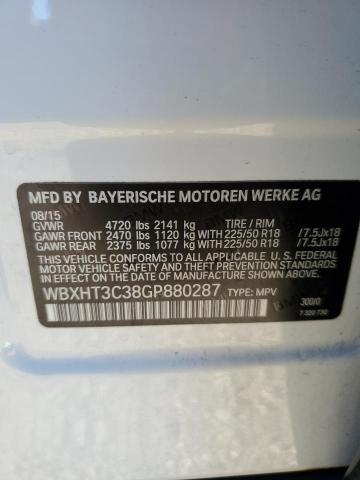 MFD BY BAYERISCHE MOTOREN WERKE AG
08/15
GVWR 4720 lbs 2141 kg TIRE / RIM
GAWR FRONT 2470 lbs 1120 kg 225/50 R18 /7.5Jx18
GAWR REAR 2375 lbs 1077 kg 225/50 R18 /7.5Jx18
THIS VEHICLE CONFORMS TO ALL APPLICABLE U. S. FEDERAL
MOTOR VEHICLE SAFETY, BUMPER, AND THEFT PREVENTION
STANDARDS IN EFFECT ON THE
DATE OF MANUFACTURE SHOWN ABOVE.
WBXHT3C38GP880287 TYPE: MPV
300/0